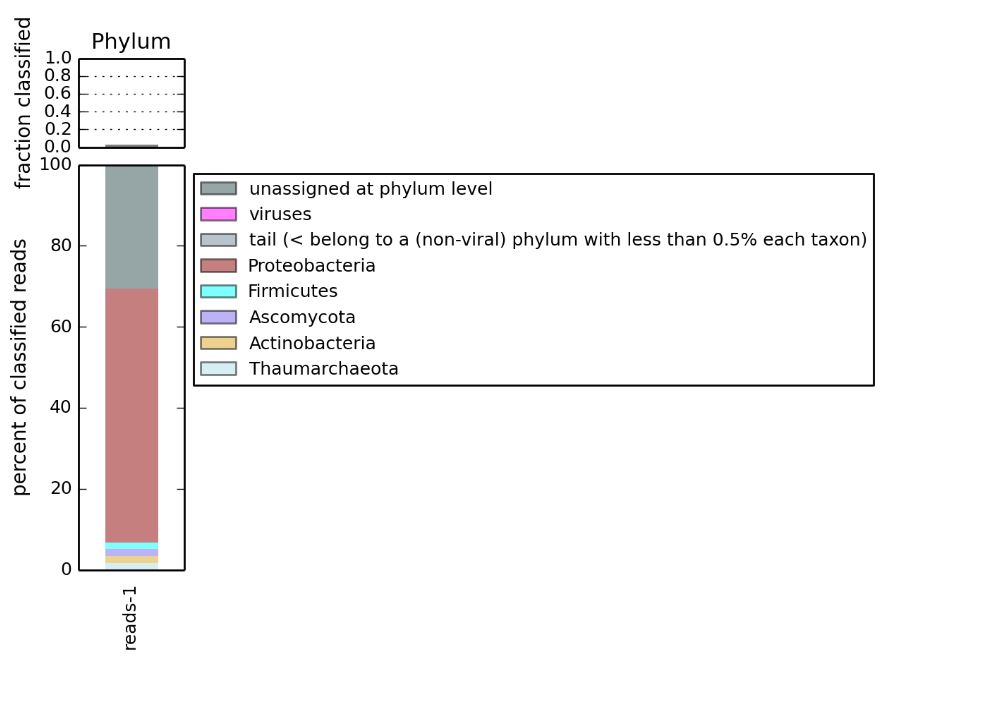 Phylum
fraction classified
1.0
0.8
0.6
0.4
0.2
0.0
percent of classified reads
100
80
60
40
20
0
reads-1
unassigned at phylum level
viruses
tail (< belong to a (non-viral) phylum with less than 0.5% each taxon)
Proteobacteria
Firmicutes
Ascomycota
Actinobacteria
Thaumarchaeota